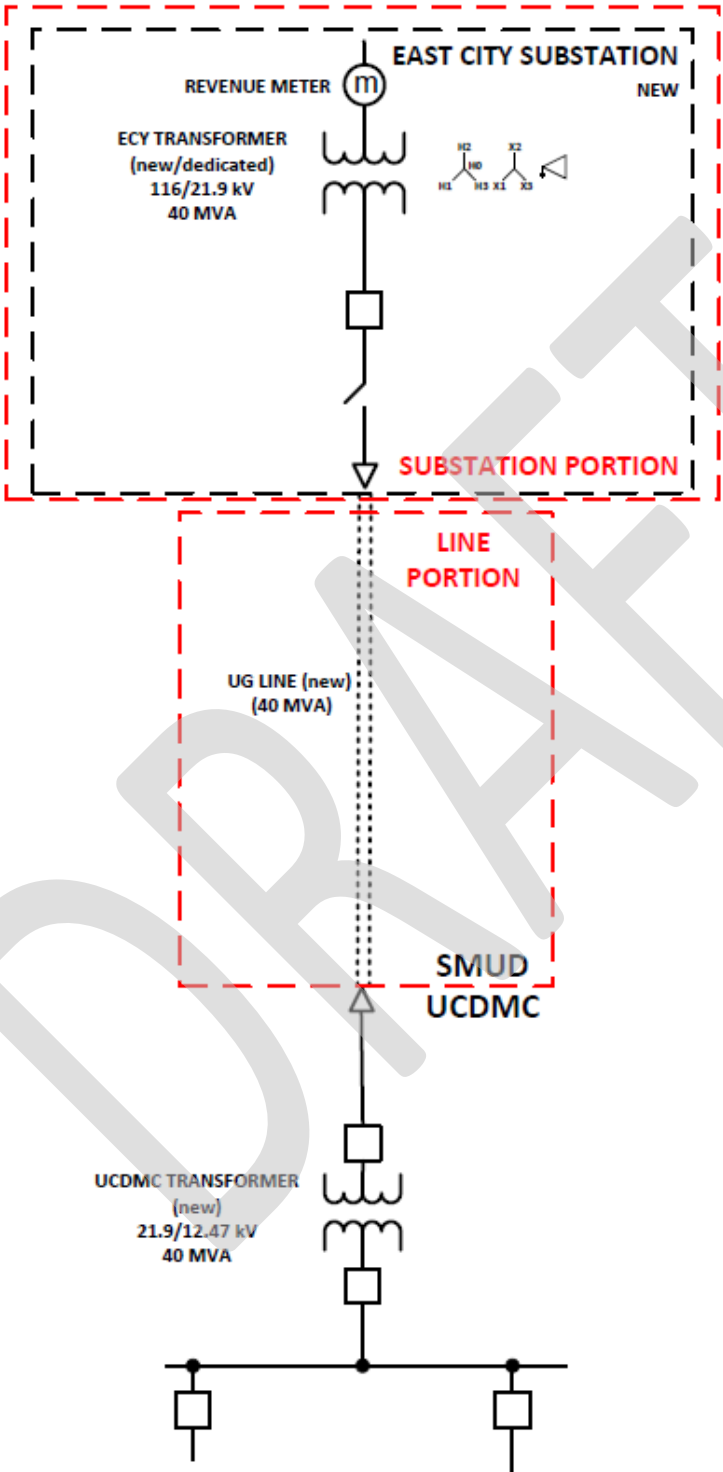 EAST CITY SUBSTATION
NEW
REVENUE METER
m
ECY TRANSFORMER
(new/dedicated)
116/21.9 kV
40 MVA
H2
H0
H1
H3
X2
X1
X3
SUBSTATION PORTION
LINE
PORTION
UG LINE (new)
(40 MVA)
SMUD
UCDMC
UCDMC TRANSFORMER
(new)
21.9/12.47 kV
40 MVA
DRAFT